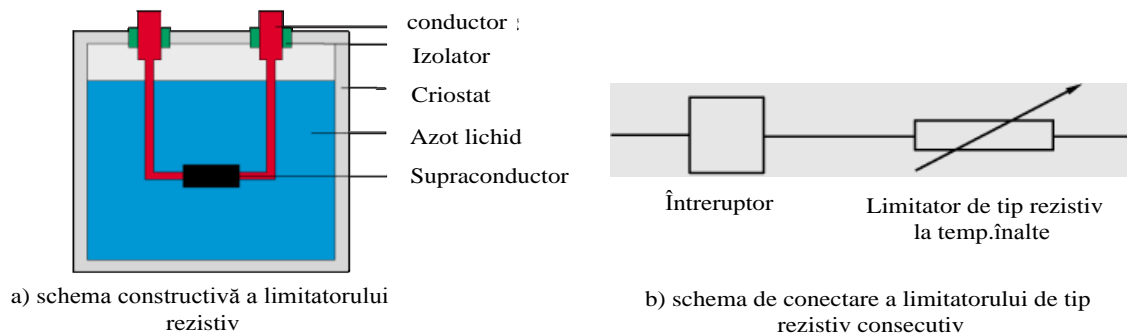 conductor :
Izolator
Criostat
Azot lichid
Supraconductor
a) schema constructivă a limitatorului
rezistiv
Întreruptor
Limitator de tip rezistiv
la temp.înalte
b) schema de conectare a limitatorului de tip
rezistiv consecutiv